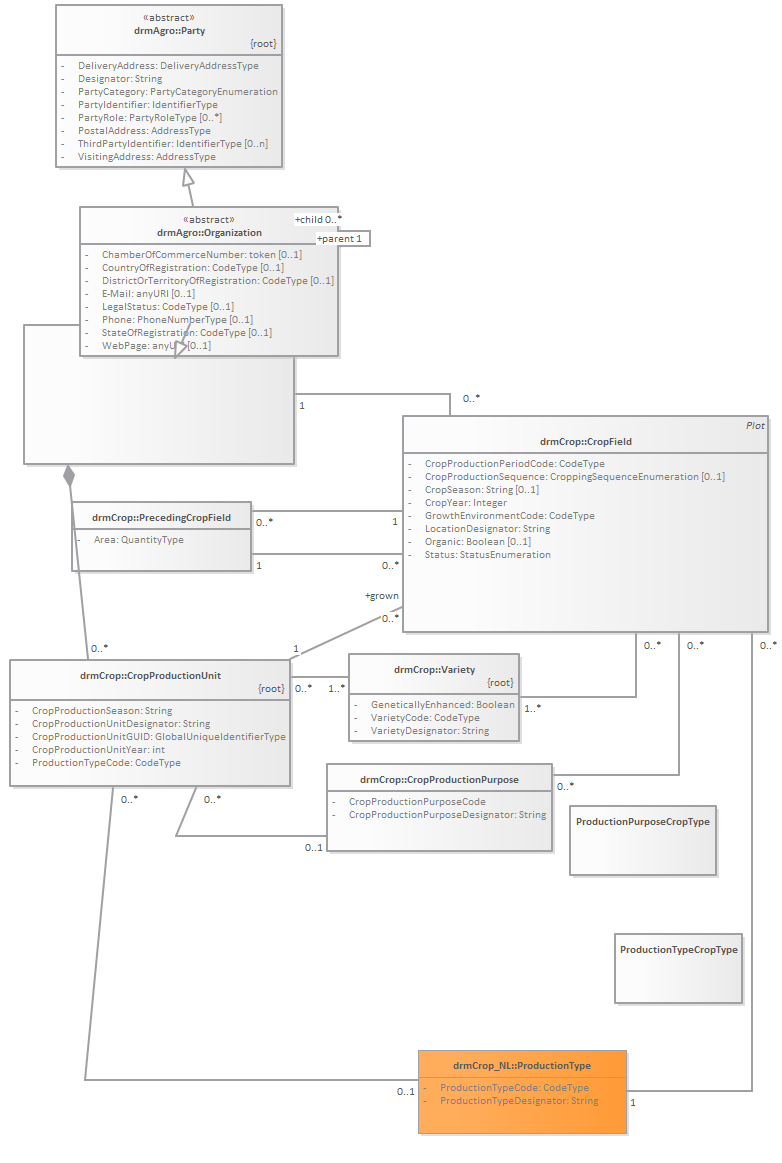 «abstract»
drmAgro::Party
{root}
- DeliveryAddress: DeliveryAddressType
- Designator: String
- PartyCategory: PartyCategoryEnumeration
- PartyIdentifier: IdentifierType
- PartyRole: PartyRoleType [0..*]
- PostalAddress: AddressType
- ThirdPartyIdentifier: IdentifierType [0..n]
- VisitingAddress: AddressType
«abstract»
drmAgro::Organization
+child 0..*
+parent 1
- ChamberOfCommerceNumber: token [0..1]
- CountryOfRegistration: CodeType [0..1]
- DistrictOrTerritoryOfRegistration: CodeType [0..1]
- E-Mail: anyURI [0..1]
- LegalStatus: CodeType [0..1]
- Phone: PhoneNumberType [0..1]
- StateOfRegistration: CodeType [0..1]
- WebPage: anyU [0..1]
1
0..*
Plot
drmCrop::CropField
- CropProductionPeriodCode: CodeType
- CropProductionSequence: CroppingSequenceEnumeration [0..1]
- CropSeason: String [0..1]
- CropYear: Integer
- GrowthEnvironmentCode: CodeType
- LocationDesignator: String
- Organic: Boolean [0..1]
- Status: StatusEnumeration
drmCrop::PrecedingCropField
- Area: QuantityType
0..*
1
1
0..*
+grown
0..*
1
0..*
drmCrop::CropProductionUnit
{root}
- CropProductionSeason: String
- CropProductionUnitDesignator: String
- CropProductionUnitGUID: GlobalUniqueIdentifierType
- CropProductionUnitYear: int
- ProductionTypeCode: CodeType
0..*
1..*
drmCrop::Variety
{root}
- GeneticallyEnhanced: Boolean
- VarietyCode: CodeType
- VarietyDesignator: String
1..*
0..*
0..*
0..*
drmCrop::CropProductionPurpose
- CropProductionPurposeCode
- CropProductionPurposeDesignator: String
0..*
0..*
0..*
0..1
ProductionPurposeCropType
ProductionTypeCropType
drmCrop_NL::ProductionType
- ProductionTypeCode: CodeType
- ProductionTypeDesignator: String
0..1
1